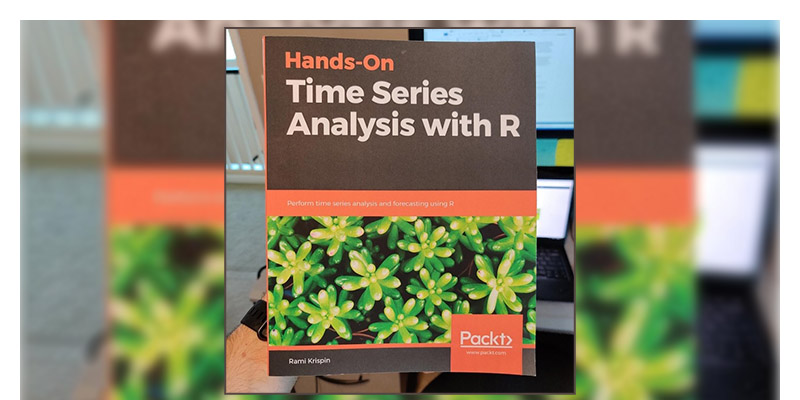 Hands-On
Time Series
Analysis with R
Perform time series analysis and forecasting using R
Packt>
www.packt.com
Rami Krispin